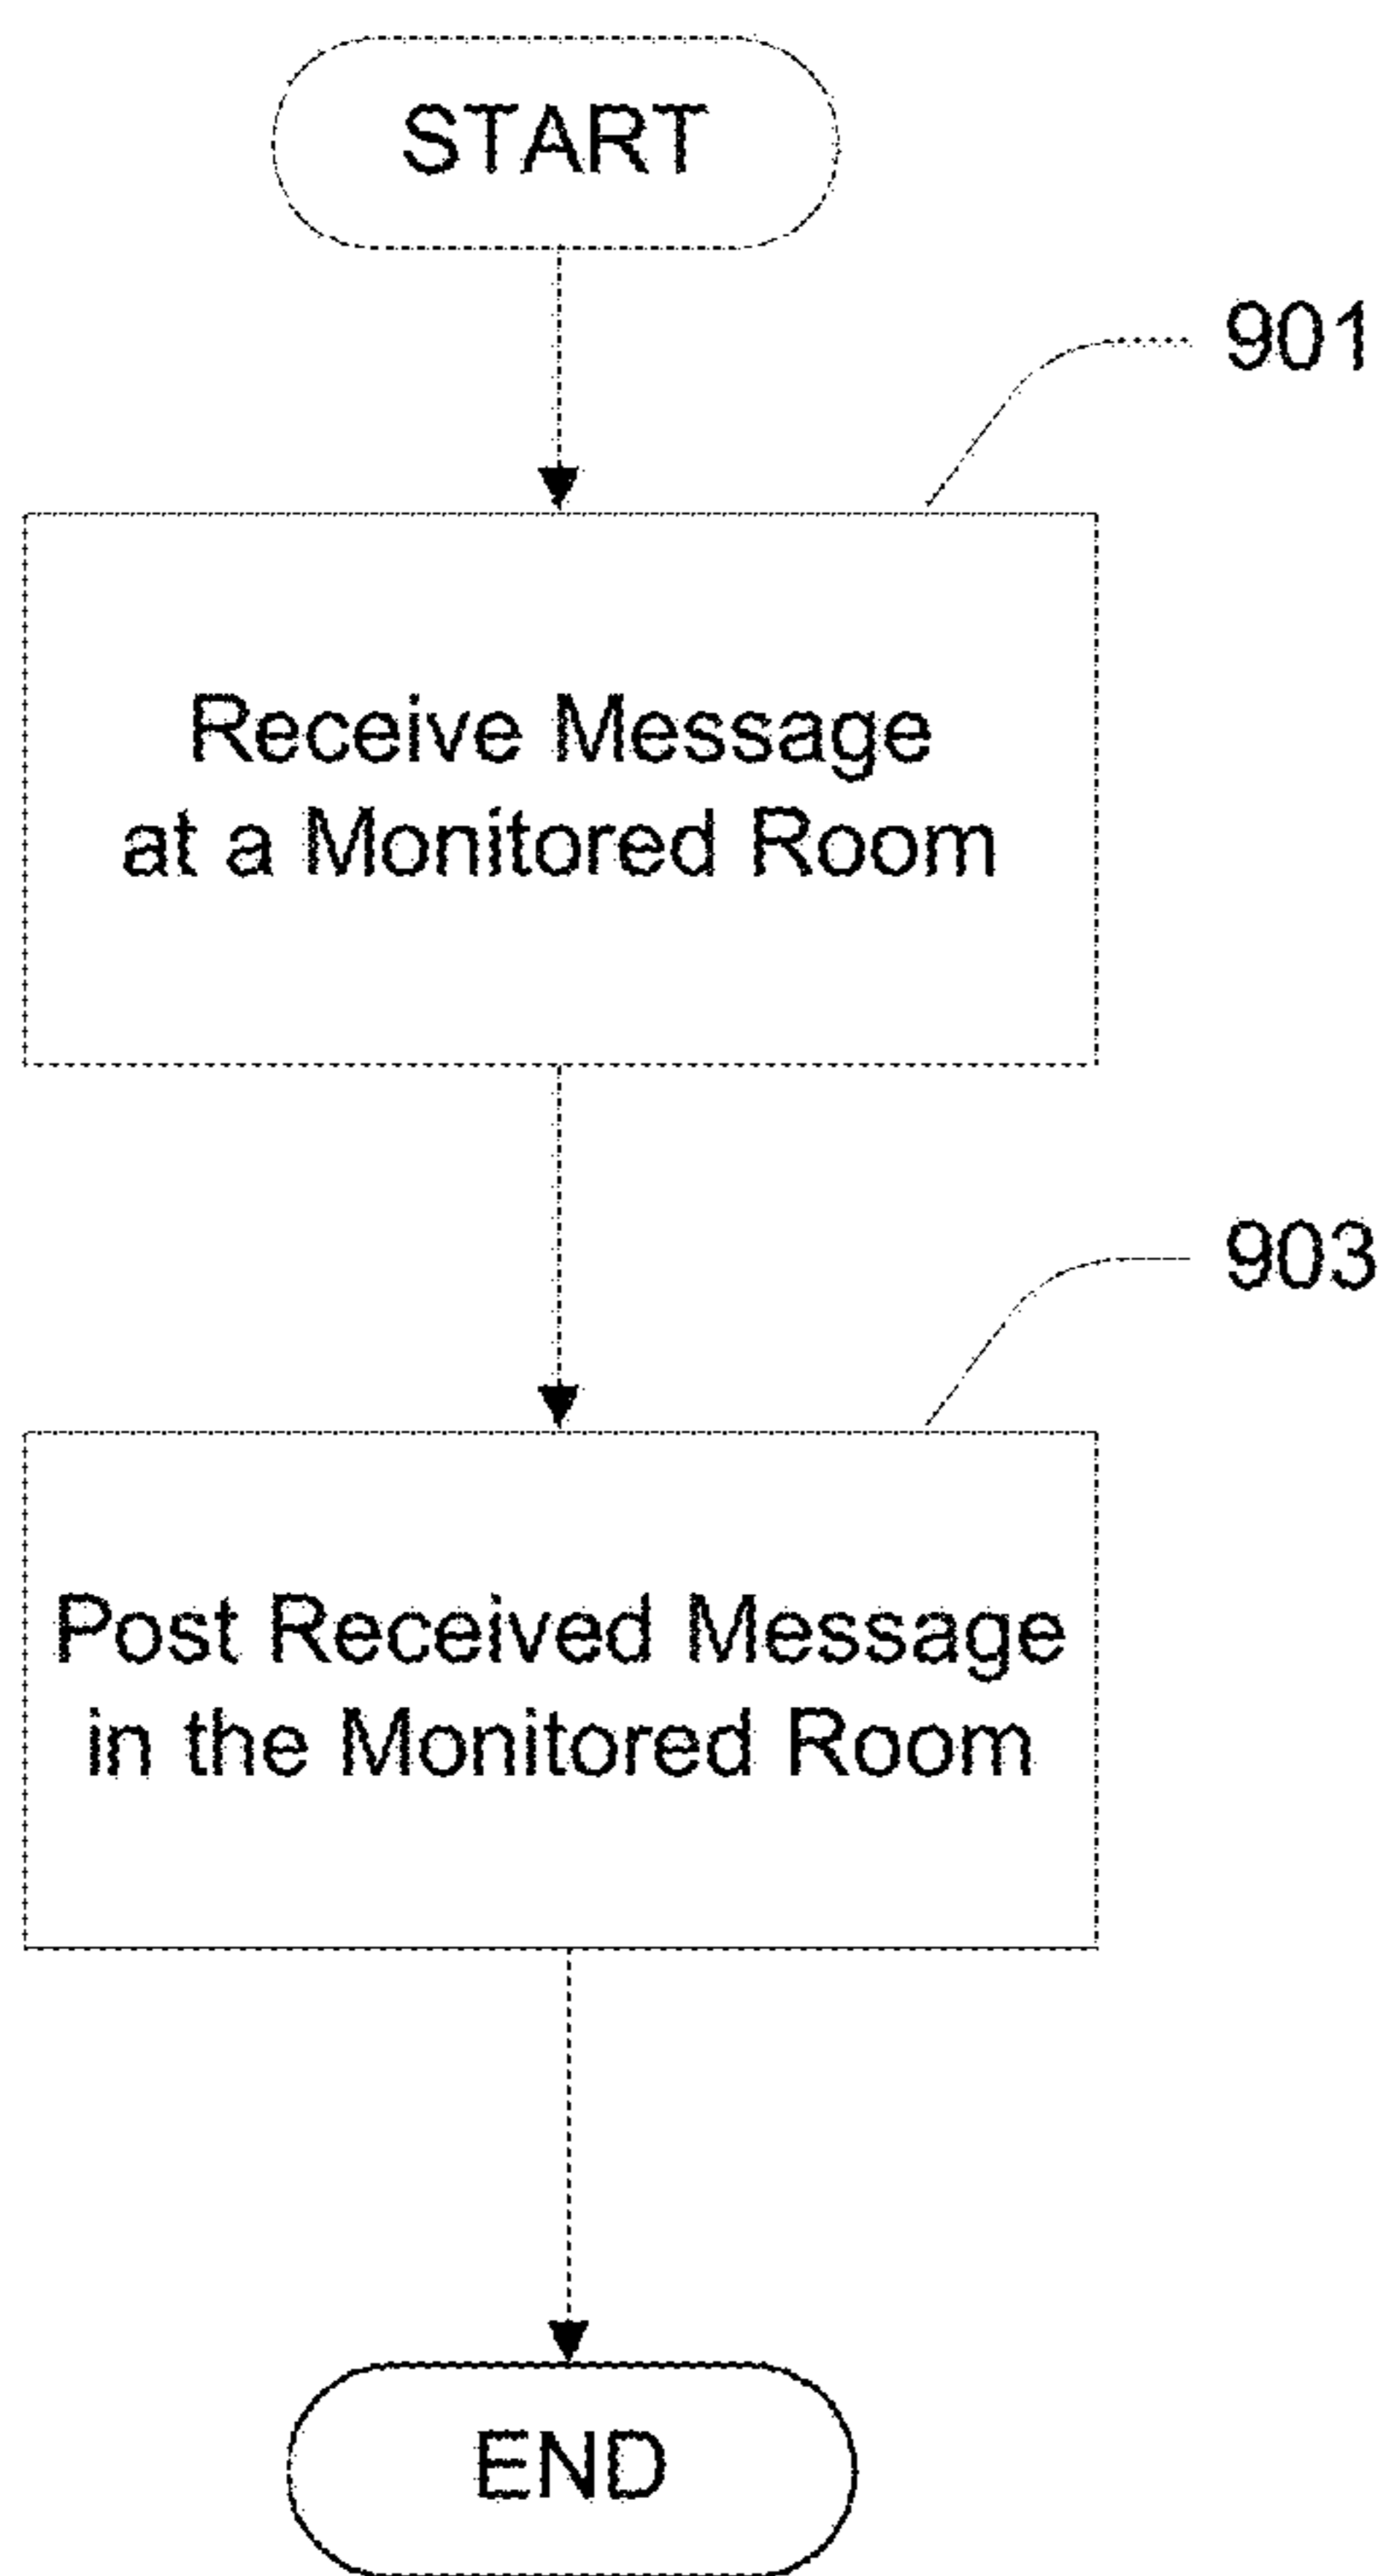 START
901
Receive Message
at a Monitored Room
903
Post Received Message
in the Monitored Room
END